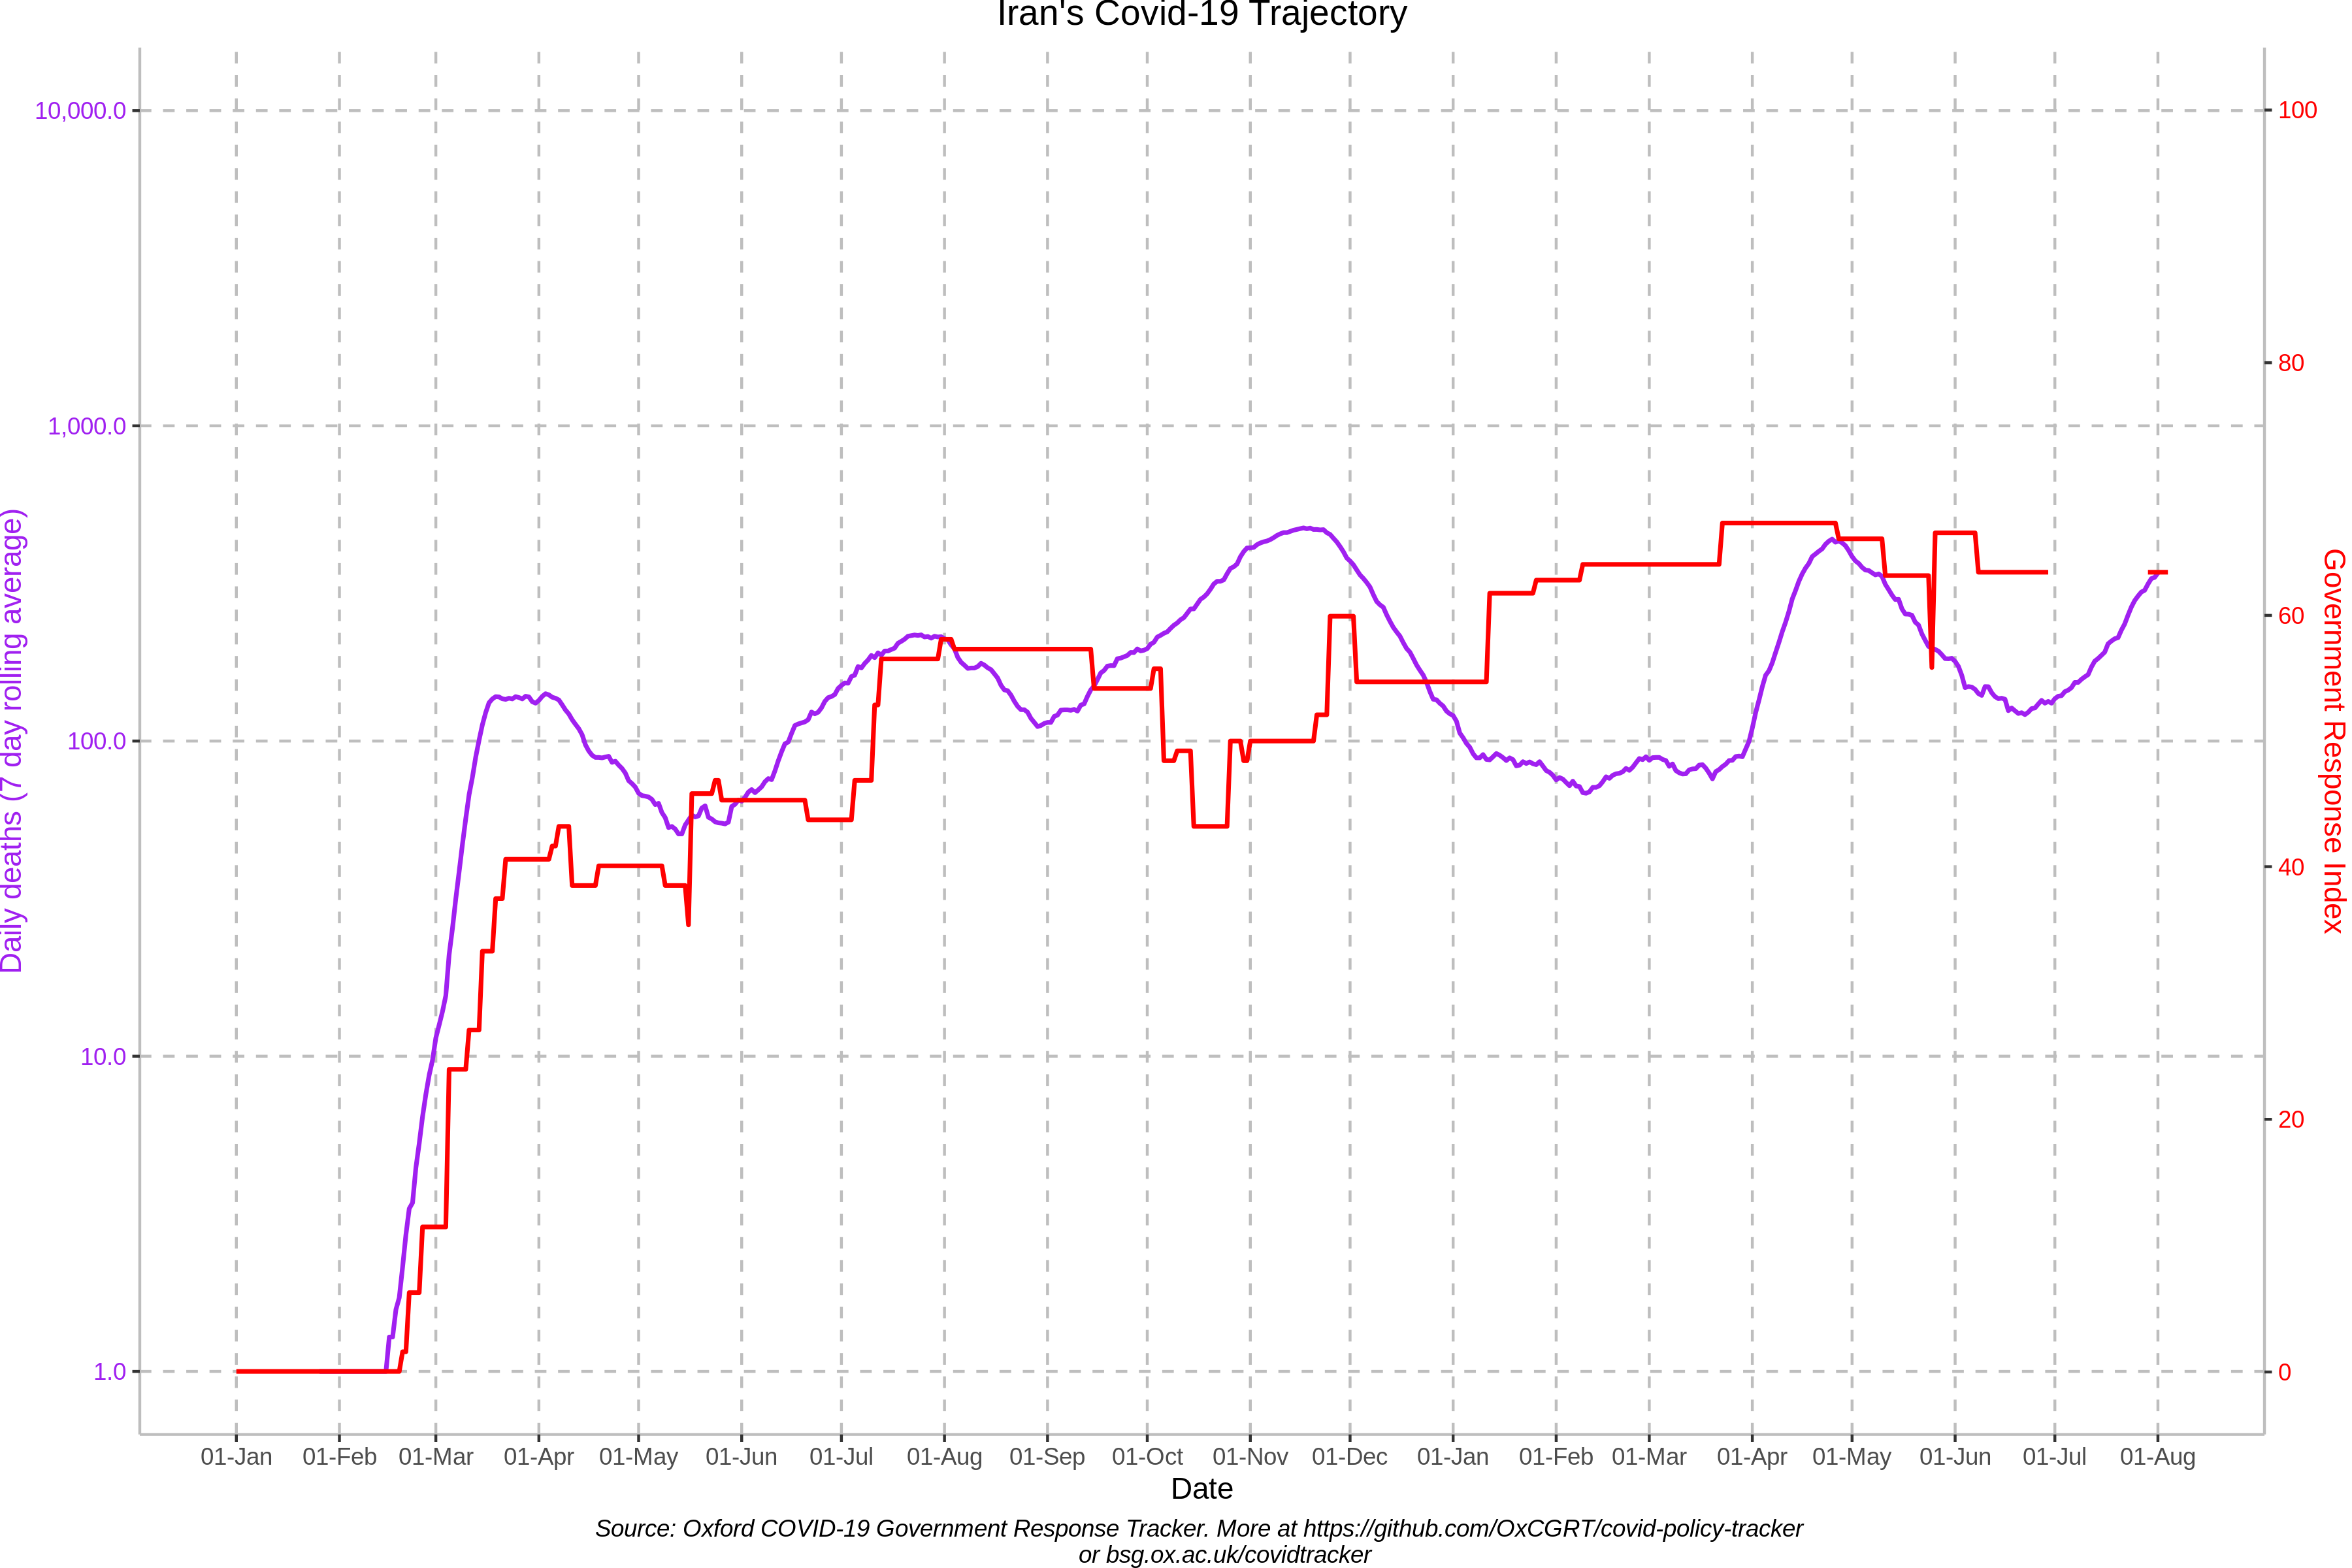 Iran's Covid-19 Trajectory
10,000.0
1,000.0
100.0
10.0
1.0
Daily deaths (7 day rolling average)
100
80
60
40
20
0
Government Response Index
01-Jan 01-Feb 01-Mar 01-Apr 01-May 01-Jun 01-Jul 01-Aug 01-Sep 01-Oct 01-Nov 01-Dec 01-Jan 01-Feb 01-Mar 01-Apr 01-May 01-Jun 01-Jul 01-Aug
Date
Source: Oxford COVID-19 Government Response Tracker. More at https://github.com/OxCGRT/covid-policy-tracker
or bsg.ox.ac.uk/covidtracker